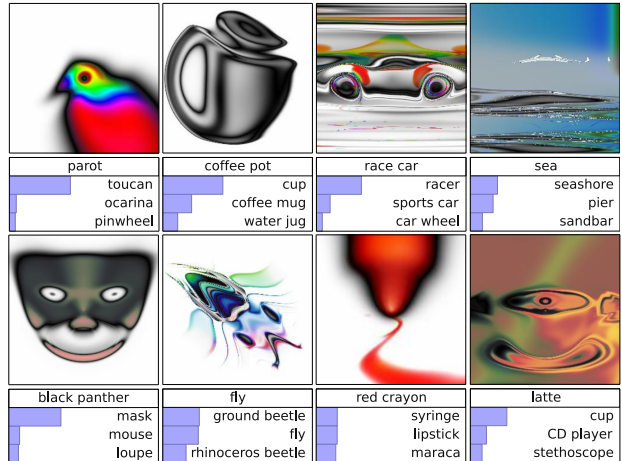 parot
toucan
ocarina
pinwheel
coffee pot
cup
coffee mug
water jug
race car
racer
sports car
car wheel
sea
seashore
pier
sandbar
black panther
mask
mouse
loupe
fly
ground beetle
fly
rhinoceros beetle
red crayon
syringe
lipstick
maraca
latte
cup
CD player
stethoscope